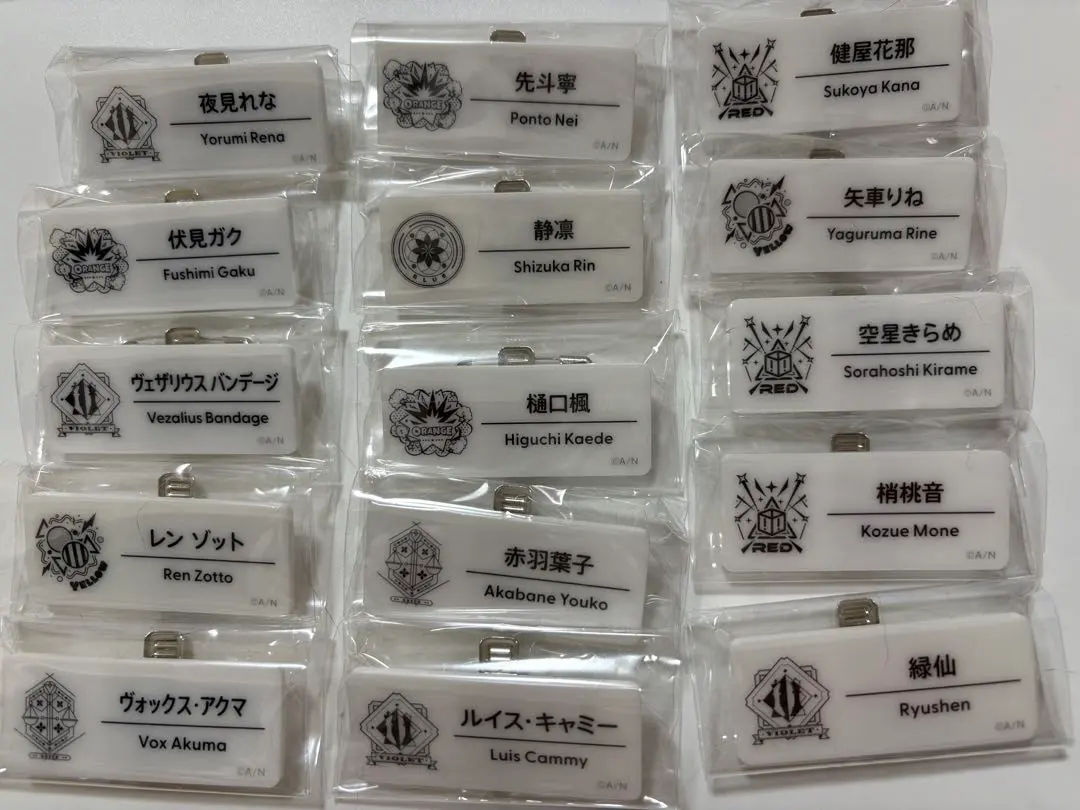 夜見れな
Yorumi Rena
VIOLET
©A/N
伏見ガク
Fushimi Gaku
ORANGE
©A/N
ヴェザリウス バンデージ
Vezalius Bandage
VIOLET
©A/N
レン ゾット
Ren Zotto
YELLOW
©A/N
ヴォックス・アクマ
Vox Akuma
©A/N
先斗寧
Ponto Nei
ORANGE
©A/N
静凛
Shizuka Rin
BLUE
©A/N
樋口楓
Higuchi Kaede
ORANGE
©A/N
赤羽葉子
Akabane Youko
©A/N
ルイス・キャミー
Luis Cammy
VIOLET
©A/N
健屋花那
Sukoya Kana
RED
©A/N
矢車りね
Yaguruma Rine
YELLOW
©A/N
空星きらめ
Sorahoshi Kirame
RED
©A/N
梢桃音
Kozue Mone
RED
©A/N
緑仙
Ryushen
VIOLET
©A/N